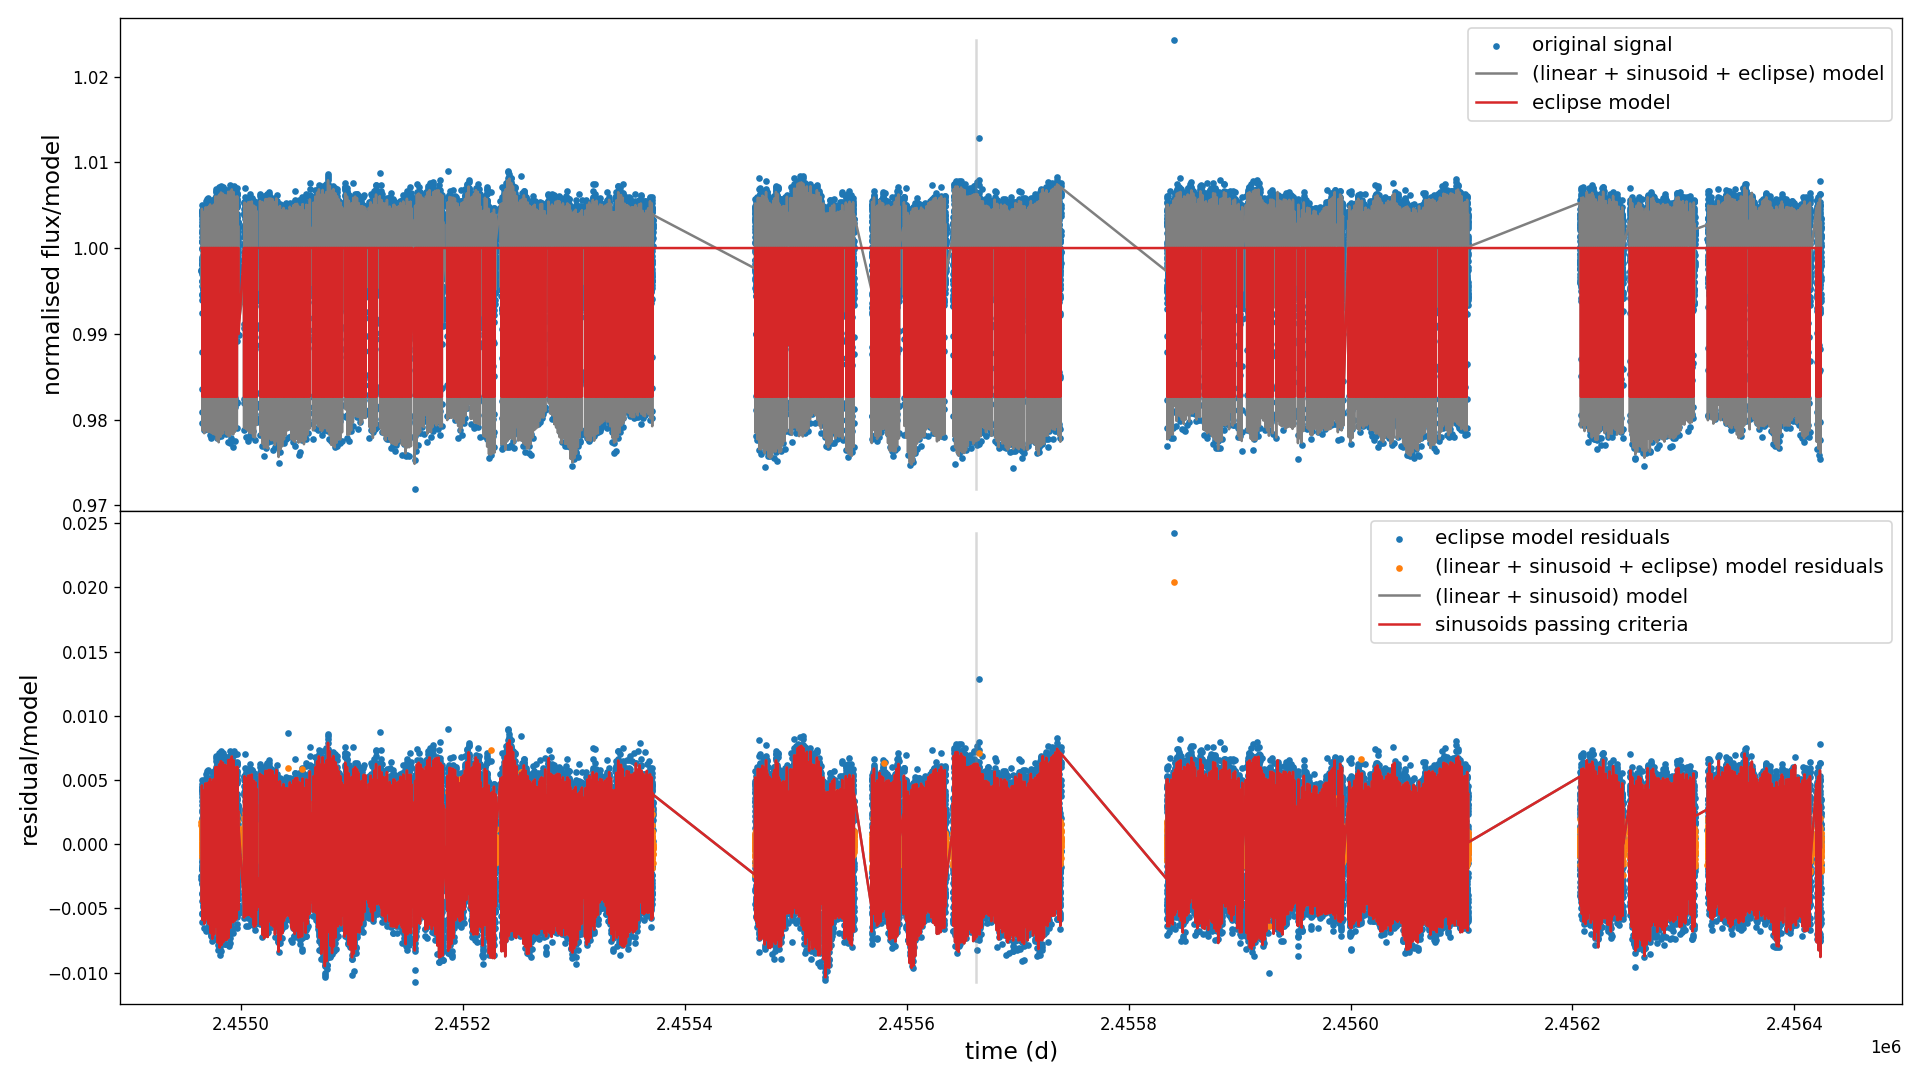 original signal
(linear + sinusoid + eclipse) model
eclipse model
normalised flux/model
1.02
1.01
1.00
0.99
0.98
0.97
eclipse model residuals
(linear + sinusoid + eclipse) model residuals
(linear + sinusoid) model
sinusoids passing criteria
residual/model
0.025
0.020
0.015
0.010
0.005
0.000
−0.005
−0.010
2.4550 2.4552 2.4554 2.4556 2.4558 2.4560 2.4562 2.4564
1e6
time (d)